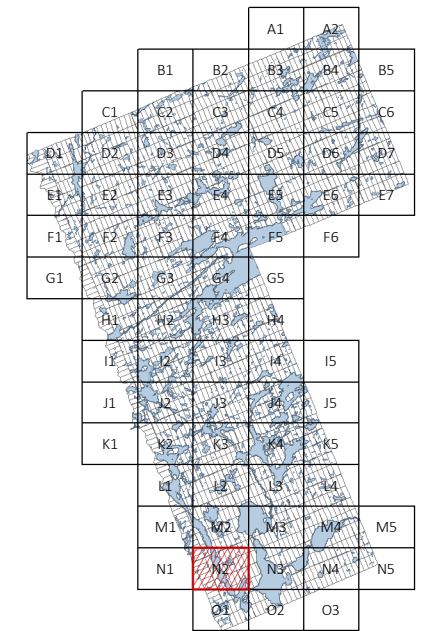 A1 A2
B1 B2 B3 B4 B5
C1 C2 C3 C4 C5 C6
D1 D2 D3 D4 D5 D6 D7
E1 E2 E3 E4 E5 E6 E7
F1 F2 F3 F4 F5 F6
G1 G2 G3 G4 G5
H1 H2 H3 H4
I1 I2 I3 I4 I5
J1 J2 J3 J4 J5
K1 K2 K3 K4 K5
L1 L2 L3 L4
M1 M2 M3 M4 M5
N1 N2 N3 N4 N5
O1 O2 O3